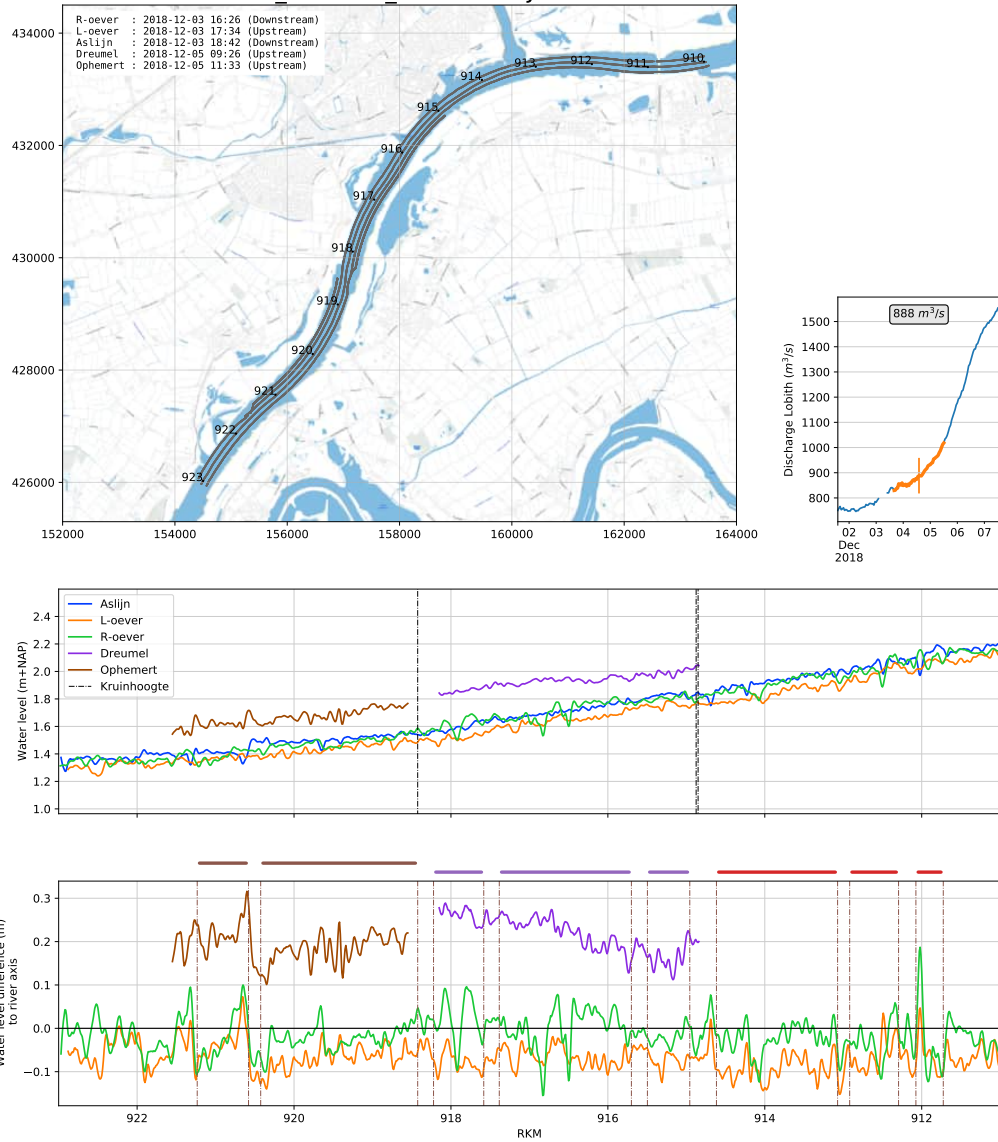 R-oever : 2018-12-03 16:26 (Downstream)
L-oever : 2018-12-03 17:34 (Upstream)
Aslijn : 2018-12-03 18:42 (Downstream)
Dreumel : 2018-12-05 09:26 (Upstream)
Ophemert : 2018-12-05 11:33 (Upstream)
434000
432000
430000
428000
426000
910
911
912
913
914
915
916
917
918
919
920
921
922
923
152000 154000 156000 158000 160000 162000 164000
888 m³/s
Discharge Lobith (m³/s)
1500
1400
1300
1200
1100
1000
900
800
02 03 04 05 06 07
Dec
2018
Water level (m+NAP)
2.4
2.2
2.0
1.8
1.6
1.4
1.2
1.0
Aslijn
L-oever
R-oever
Dreumel
Ophemert
Kruinhoogte
level difference (m)
to river axis
0.3
0.2
0.1
0.0
−0.1
922 920 918 916 914 912
RKM